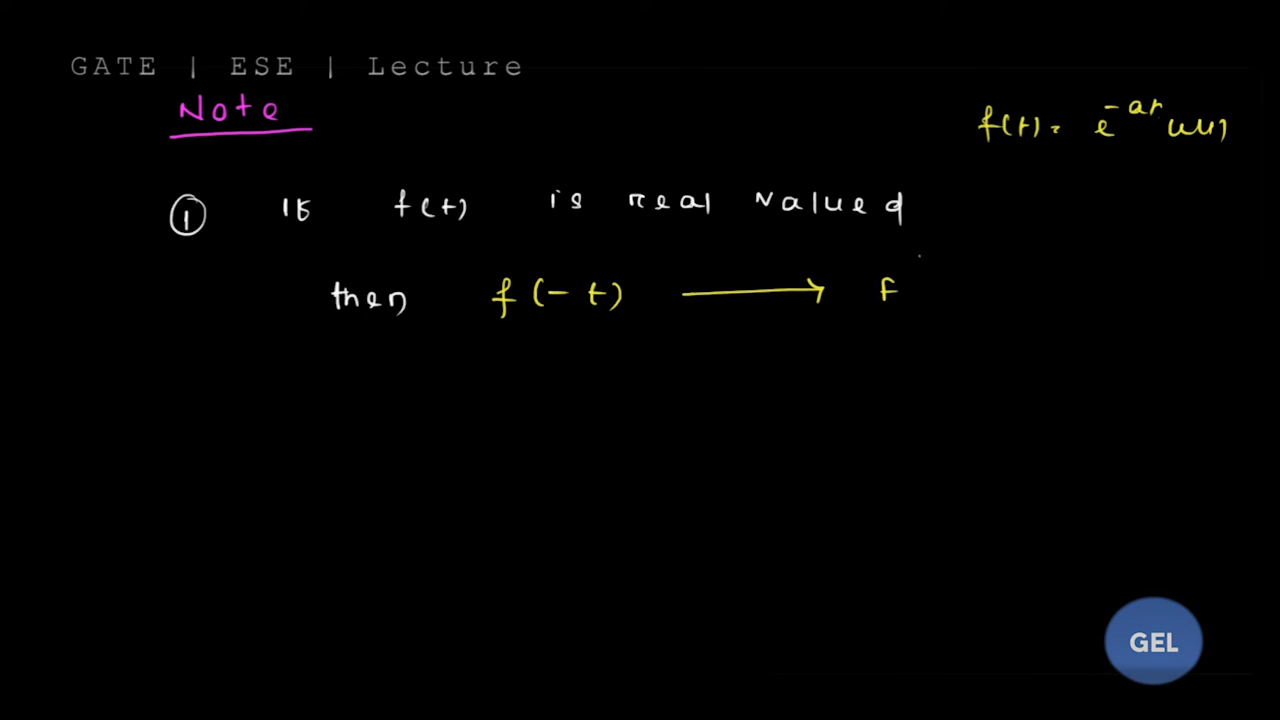 GATE | ESE | Lecture
Note
f(t) = e^-at u(t)
① If f(t) is real valued
then f(-t) ⟶ F
GEL